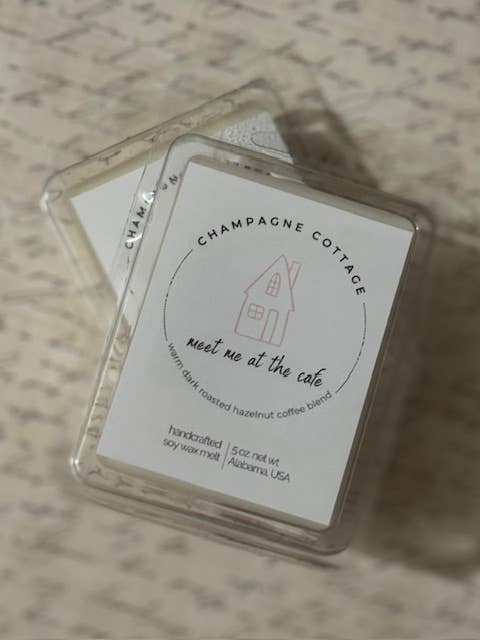 CHAMPAGNE COTTAGE
meet me at the cafe
warm dark roasted hazelnut coffee blend
handcrafted
soy wax melt
5 oz. net wt
Alabama, USA